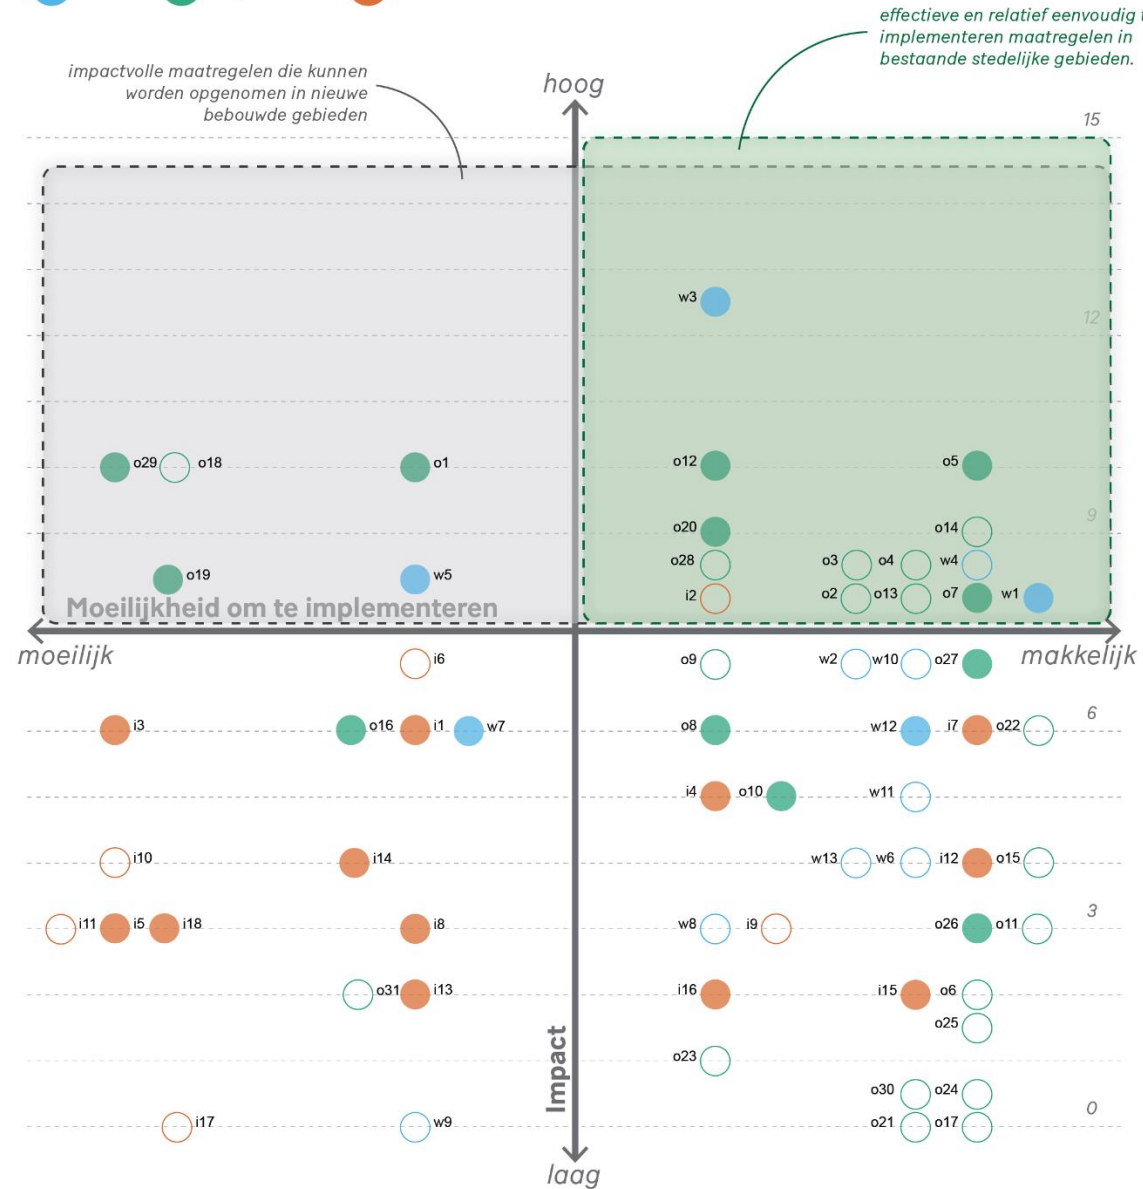 effectieve en relatief eenvoudig
implementeren maatregelen in
bestaande stedelijke gebieden.
impactvolle maatregelen die kunnen
worden opgenomen in nieuwe
bebouwde gebieden
hoog
15
w3
12
o29 o18 o1 o12 o5
o20 o14 9
o28 o3 o4 w4
o19 w5
i2 o2 o13 o7 w1
Moeilijkheid om te implementeren
moeilijk makkelijk
i6 o9 w2 w10 o27
i3 o16 i1 w7 o8 w12 i7 o22 6
i4 o10 w11
i10 i14 w13 w6 i12 o15
i11 i5 i18 i8 w8 i9 o26 o11 3
o31 i13 i16 i15 o6
o25
Impact
o23
o30 o24
i17 w9 o21 o17 0
laag